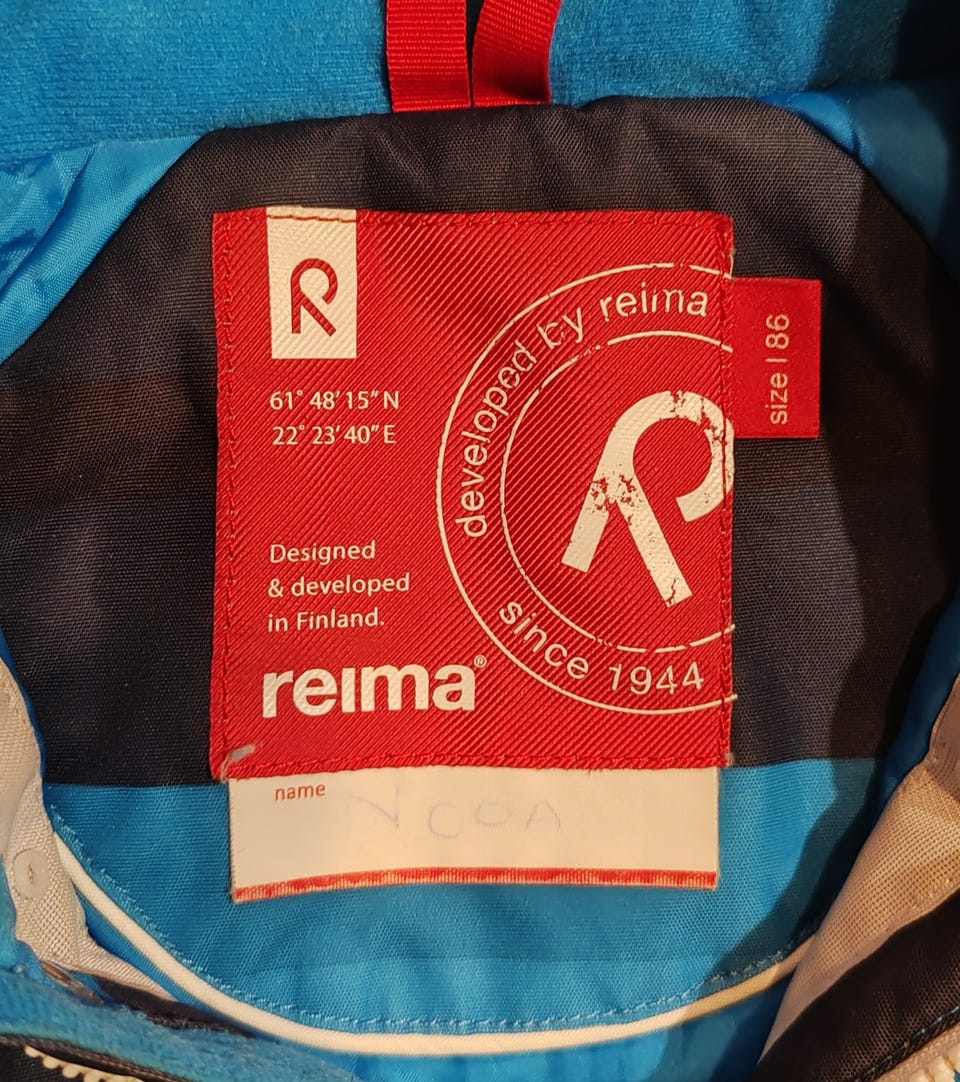 61° 48' 15" N
22° 23' 40" E
developed by reima
since 1944
size | 86
Designed
& developed
in Finland.
reima®
name